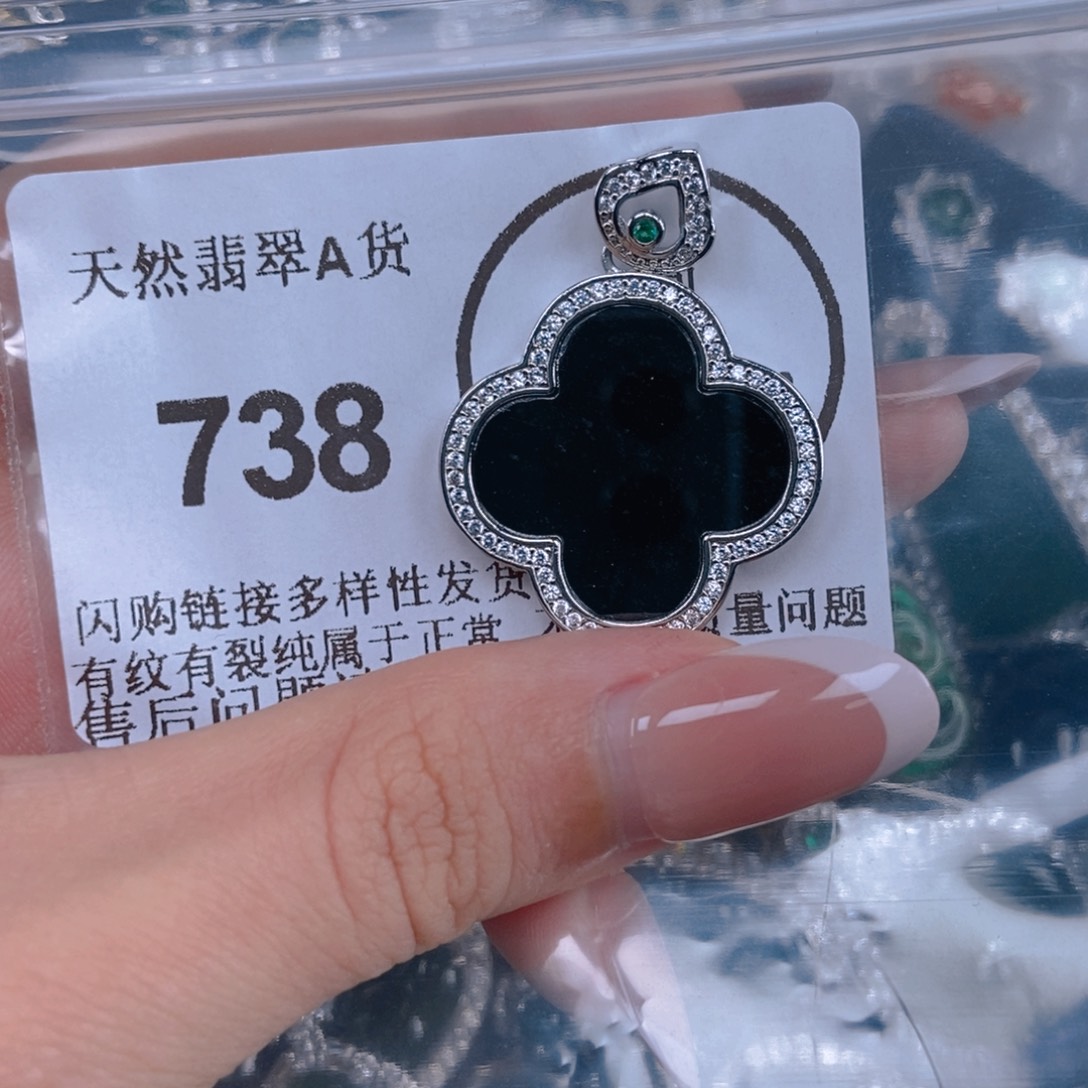 天然翡翠A货
738
闪购链接多样性发货
量问题
有纹有裂纯属于正常
售后问题